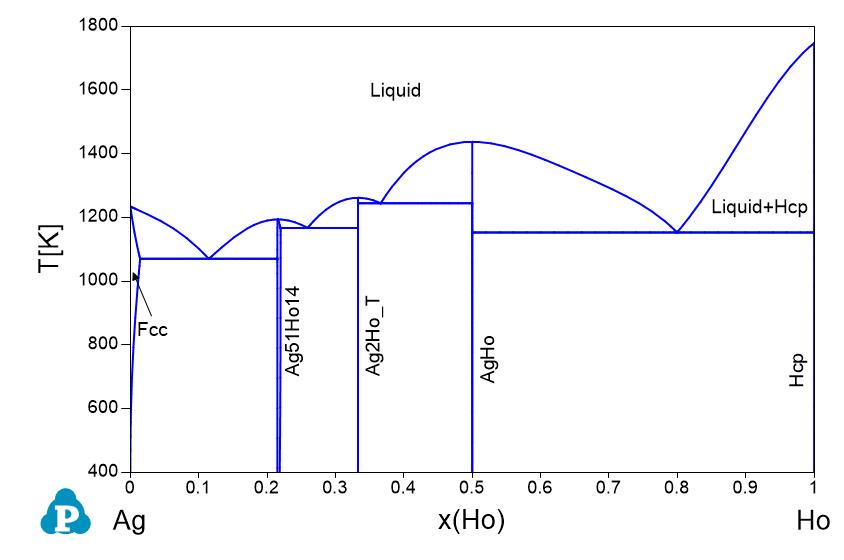 1800
1600
1400
1200
1000
800
600
400
T[K]
Liquid
Liquid+Hcp
Fcc
Ag51Ho14
Ag2Ho_T
AgHo
Hcp
0 0.1 0.2 0.3 0.4 0.5 0.6 0.7 0.8 0.9 1
P Ag x(Ho) Ho